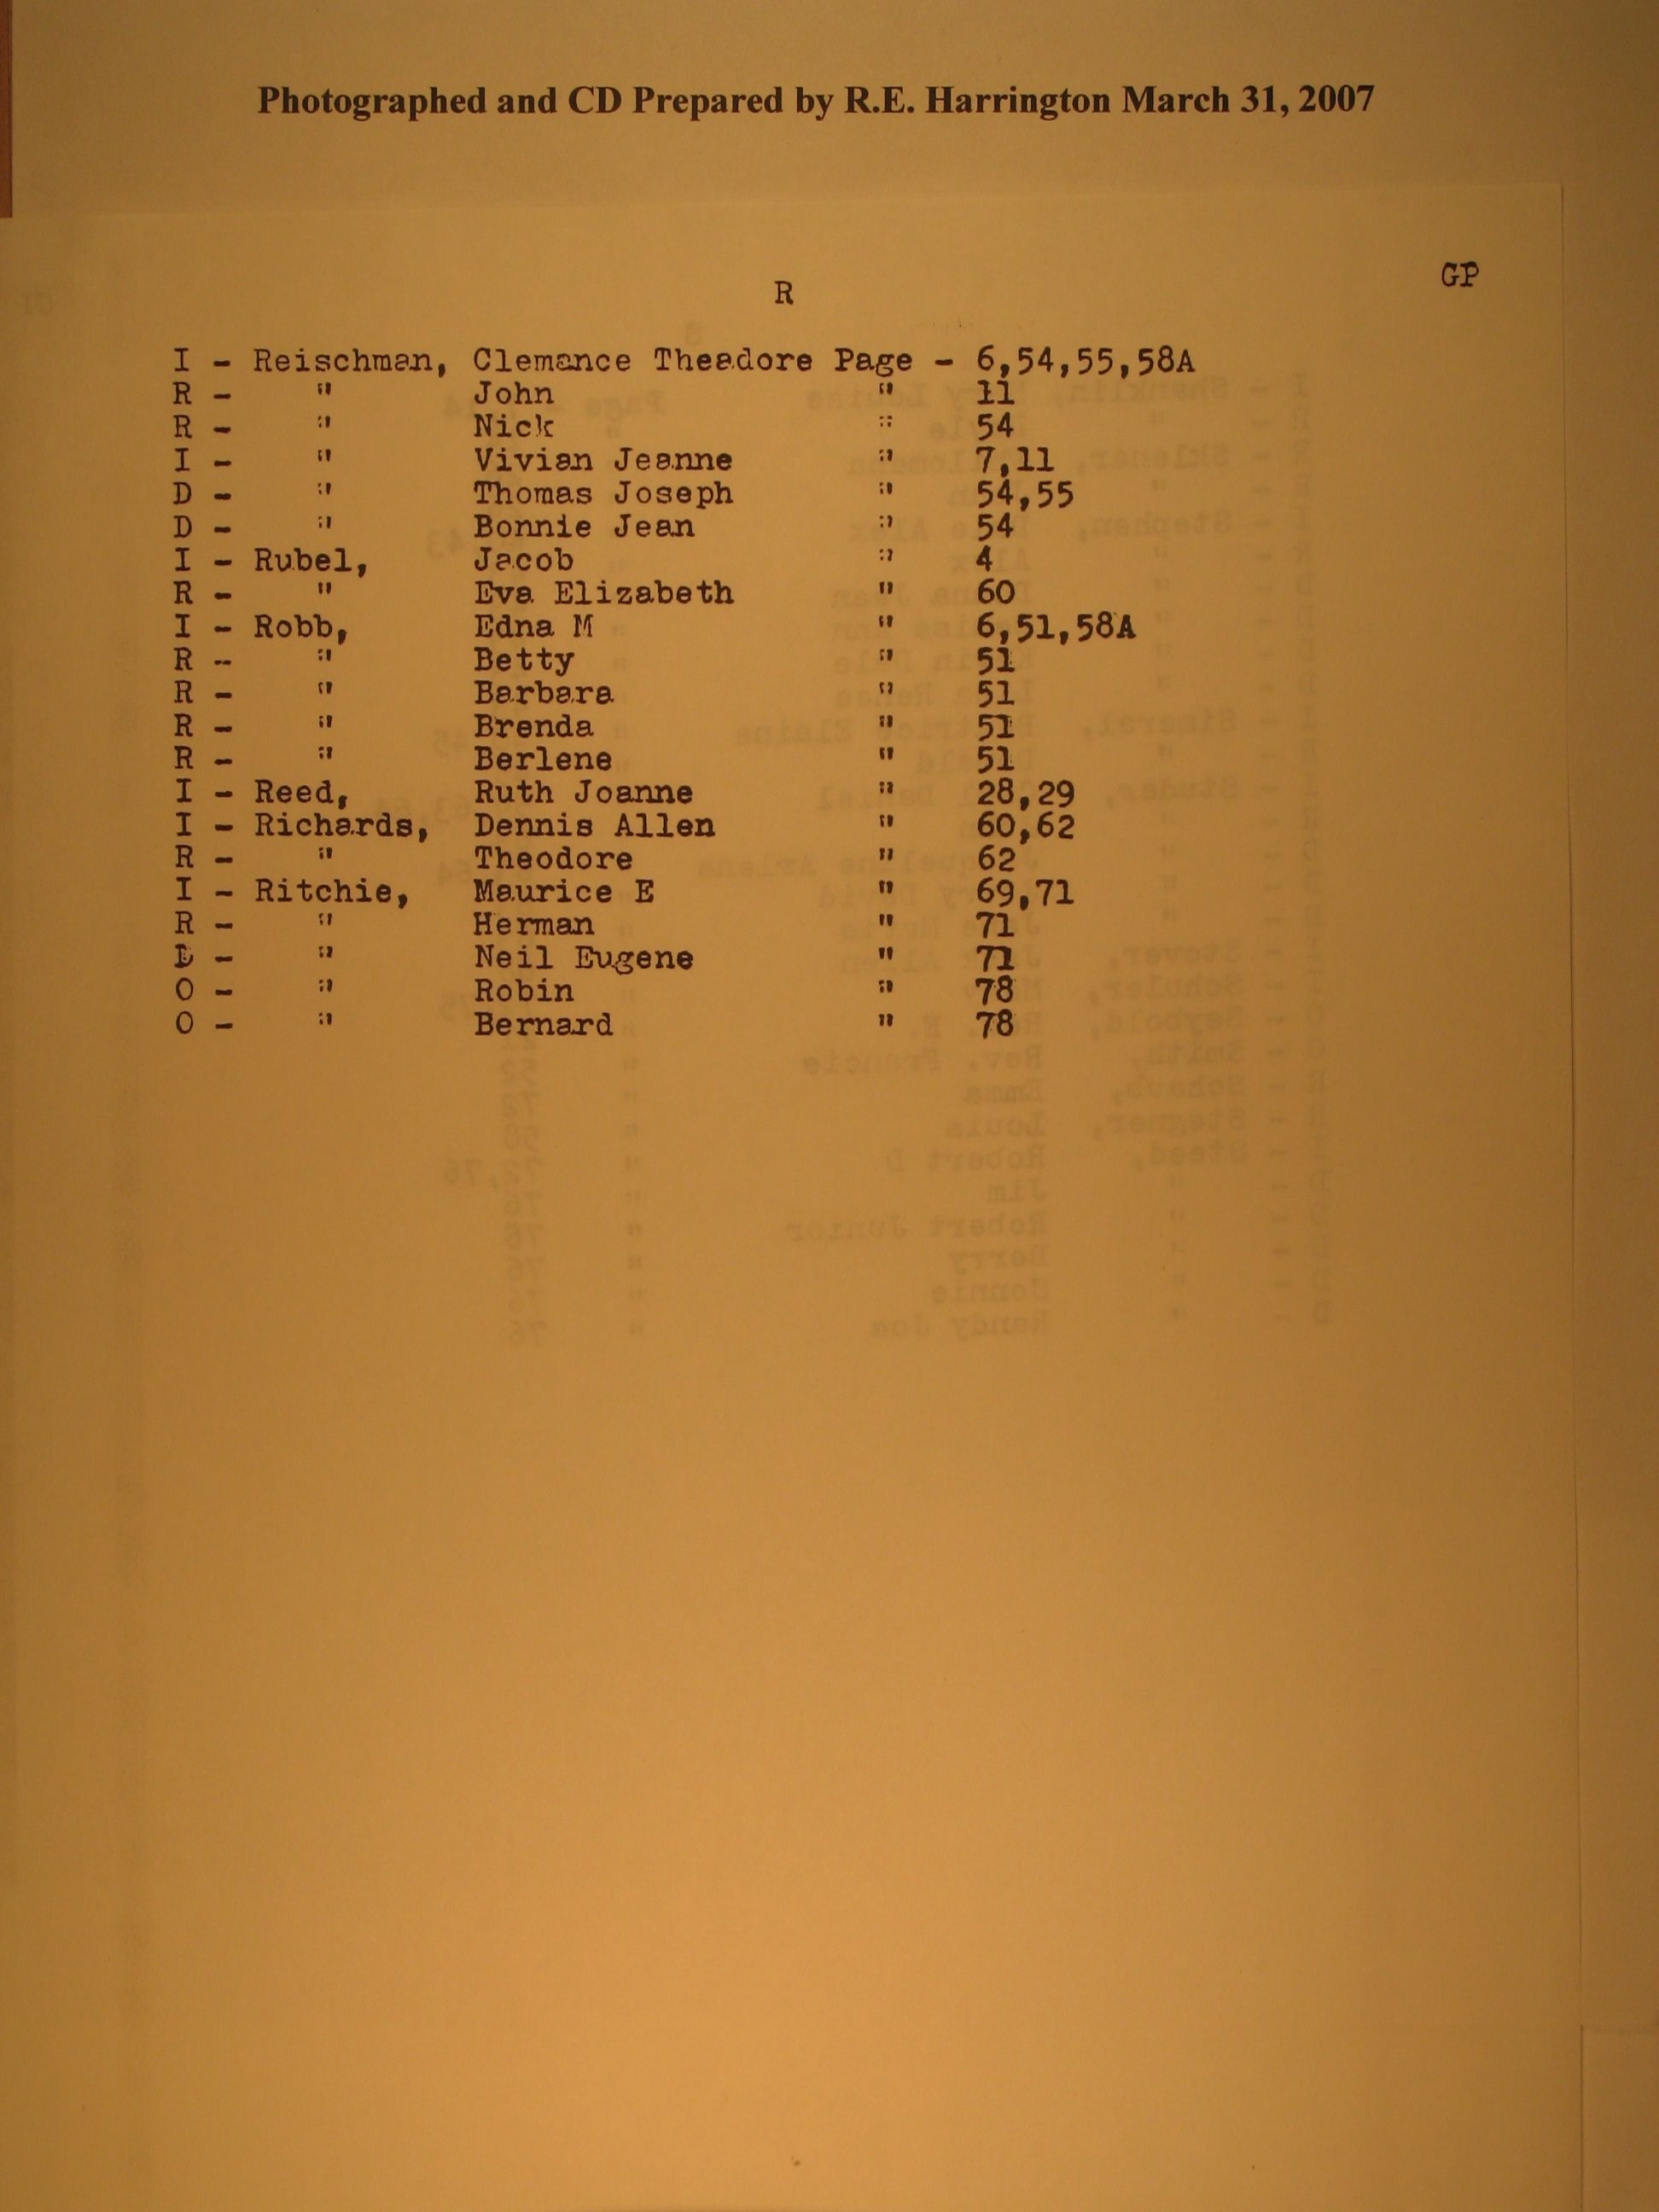 Photographed and CD Prepared by R.E. Harrington March 31, 2007
GP
R
I - Reischman, Clemance Theadore Page - 6,54,55,58A
R - " John " 11
R - " Nick " 54
I - " Vivian Jeanne " 7,11
D - " Thomas Joseph " 54,55
D - " Bonnie Jean " 54
I - Rubel, Jacob " 4
R - " Eva Elizabeth " 60
I - Robb, Edna M " 6,51,58A
R - " Betty " 51
R - " Barbara " 51
R - " Brenda " 51
R - " Berlene " 51
I - Reed, Ruth Joanne " 28,29
I - Richards, Dennis Allen " 60,62
R - " Theodore " 62
I - Ritchie, Maurice E " 69,71
R - " Herman " 71
D - " Neil Eugene " 71
O - " Robin " 78
O - " Bernard " 78